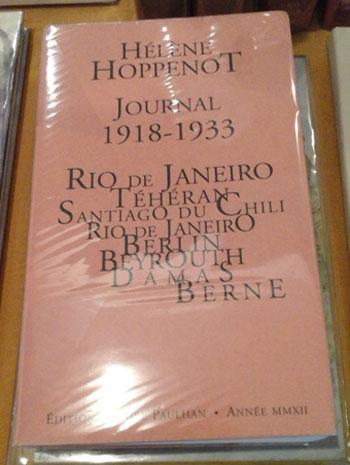 HÉLÈNE
HOPPENOT
JOURNAL
1918-1933
RIO DE JANEIRO
TÉHÉRAN
SANTIAGO DU CHILI
RIO DE JANEIRO
BERLIN
BEYROUTH
DAMAS
BERNE
PAULHAN • ANNÉE MMXII